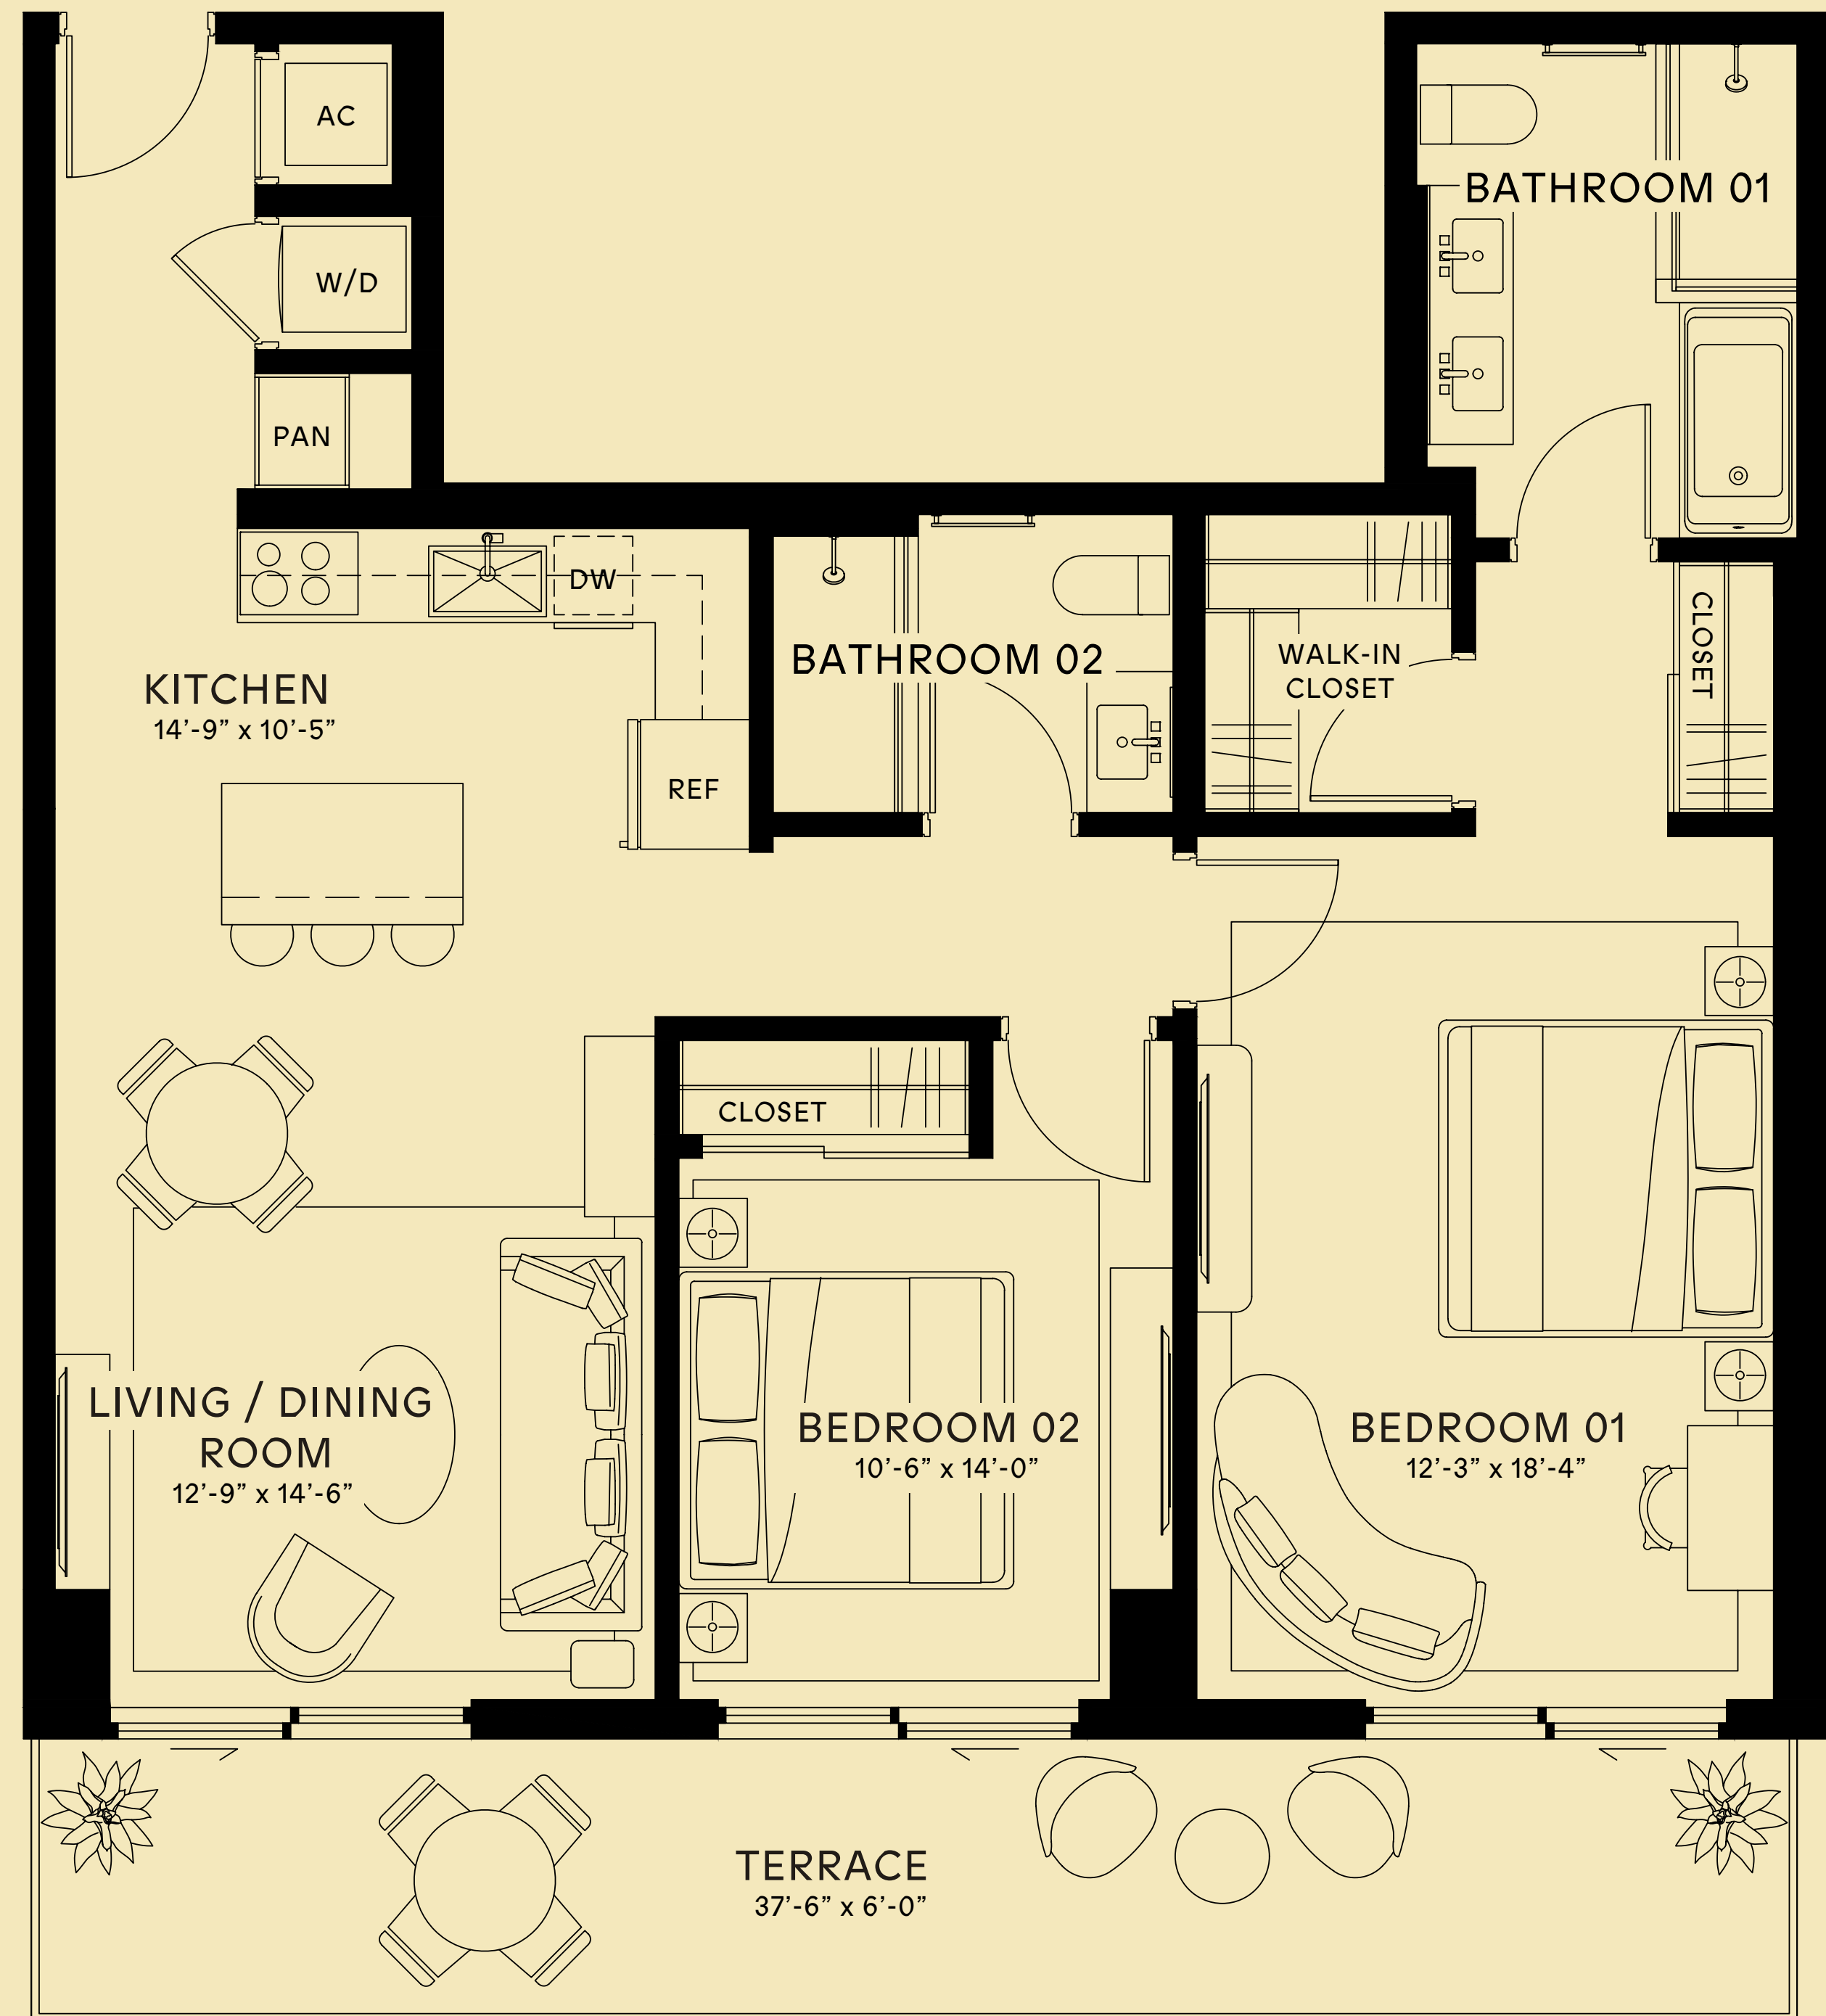 AC
BATHROOM 01
W/D
PAN
DW
BATHROOM 02
WALK-IN
CLOSET
CLOSET
KITCHEN
14’-9” x 10’-5”
REF
CLOSET
LIVING / DINING
ROOM
12’-9” x 14’-6”
BEDROOM 02
10’-6” x 14’-0”
BEDROOM 01
12’-3” x 18’-4”
TERRACE
37’-6” x 6’-0”